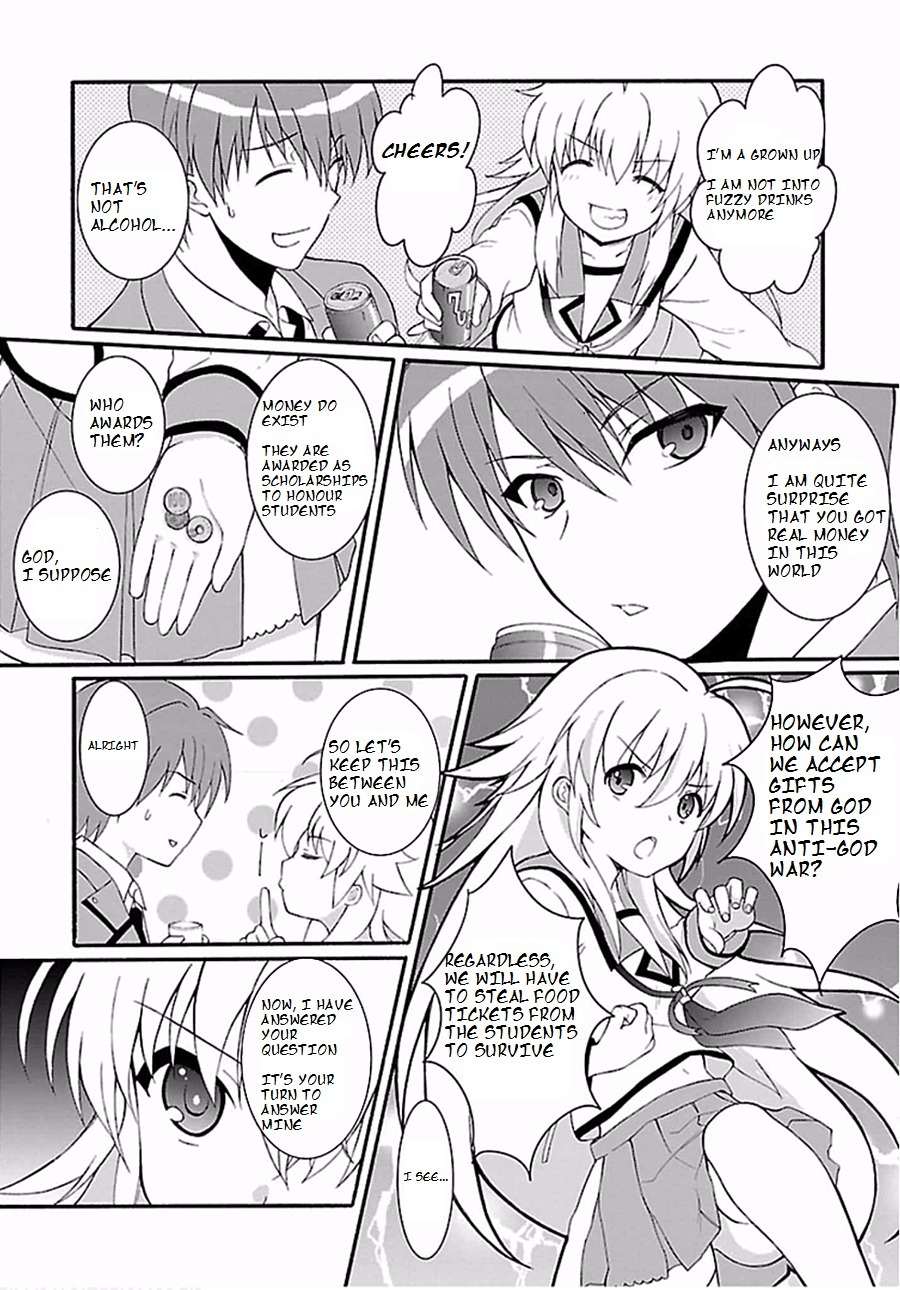 I'M A GROWN UP
I AM NOT INTO
FUZZY DRINKS
ANYMORE
CHEERS!
THAT'S
NOT
ALCOHOL...
ANYWAYS
I AM QUITE
SURPRISE
THAT YOU GOT
REAL MONEY
IN THIS
WORLD
MONEY DO
EXIST
THEY ARE
AWARDED AS
SCHOLARSHIPS
TO HONOUR
STUDENTS
WHO
AWARDS
THEM?
GOD,
I SUPPOSE
HOWEVER,
HOW CAN
WE ACCEPT
GIFTS
FROM GOD
IN THIS
ANTI-GOD
WAR?
REGARDLESS,
WE WILL HAVE
TO STEAL FOOD
TICKETS FROM
THE STUDENTS
TO SURVIVE
I SEE...
SO LET'S
KEEP THIS
BETWEEN
YOU AND ME
ALRIGHT
NOW, I HAVE
ANSWERED
YOUR
QUESTION
IT'S YOUR
TURN TO
ANSWER
MINE